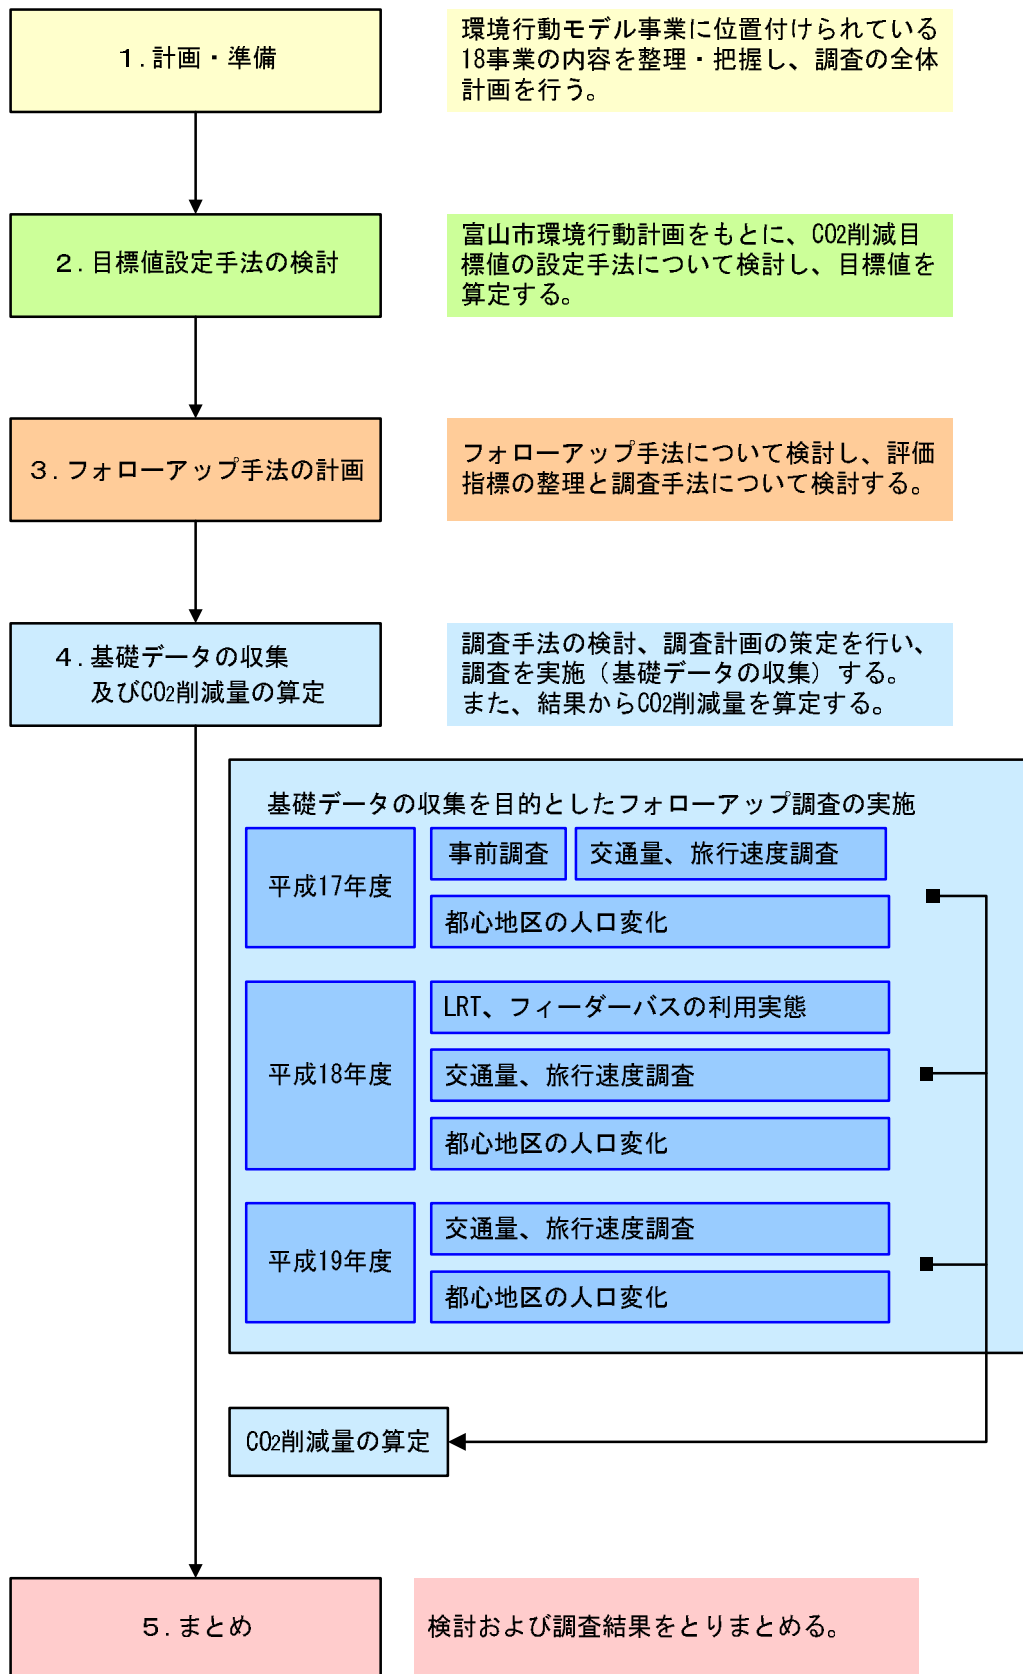 １.計画・準備
環境行動モデル事業に位置付けられている
18事業の内容を整理・把握し、調査の全体
計画を行う。
２.目標値設定手法の検討
富山市環境行動計画をもとに、CO2削減目
標値の設定手法について検討し、目標値を
算定する。
３.フォローアップ手法の計画
フォローアップ手法について検討し、評価
指標の整理と調査手法について検討する。
４.基礎データの収集
及びCO2削減量の算定
調査手法の検討、調査計画の策定を行い、
調査を実施（基礎データの収集）する。
また、結果からCO2削減量を算定する。
基礎データの収集を目的としたフォローアップ調査の実施
平成17年度
事前調査
交通量、旅行速度調査
都心地区の人口変化
平成18年度
LRT、フィーダーバスの利用実態
交通量、旅行速度調査
都心地区の人口変化
平成19年度
交通量、旅行速度調査
都心地区の人口変化
CO2削減量の算定
５.まとめ
検討および調査結果をとりまとめる。